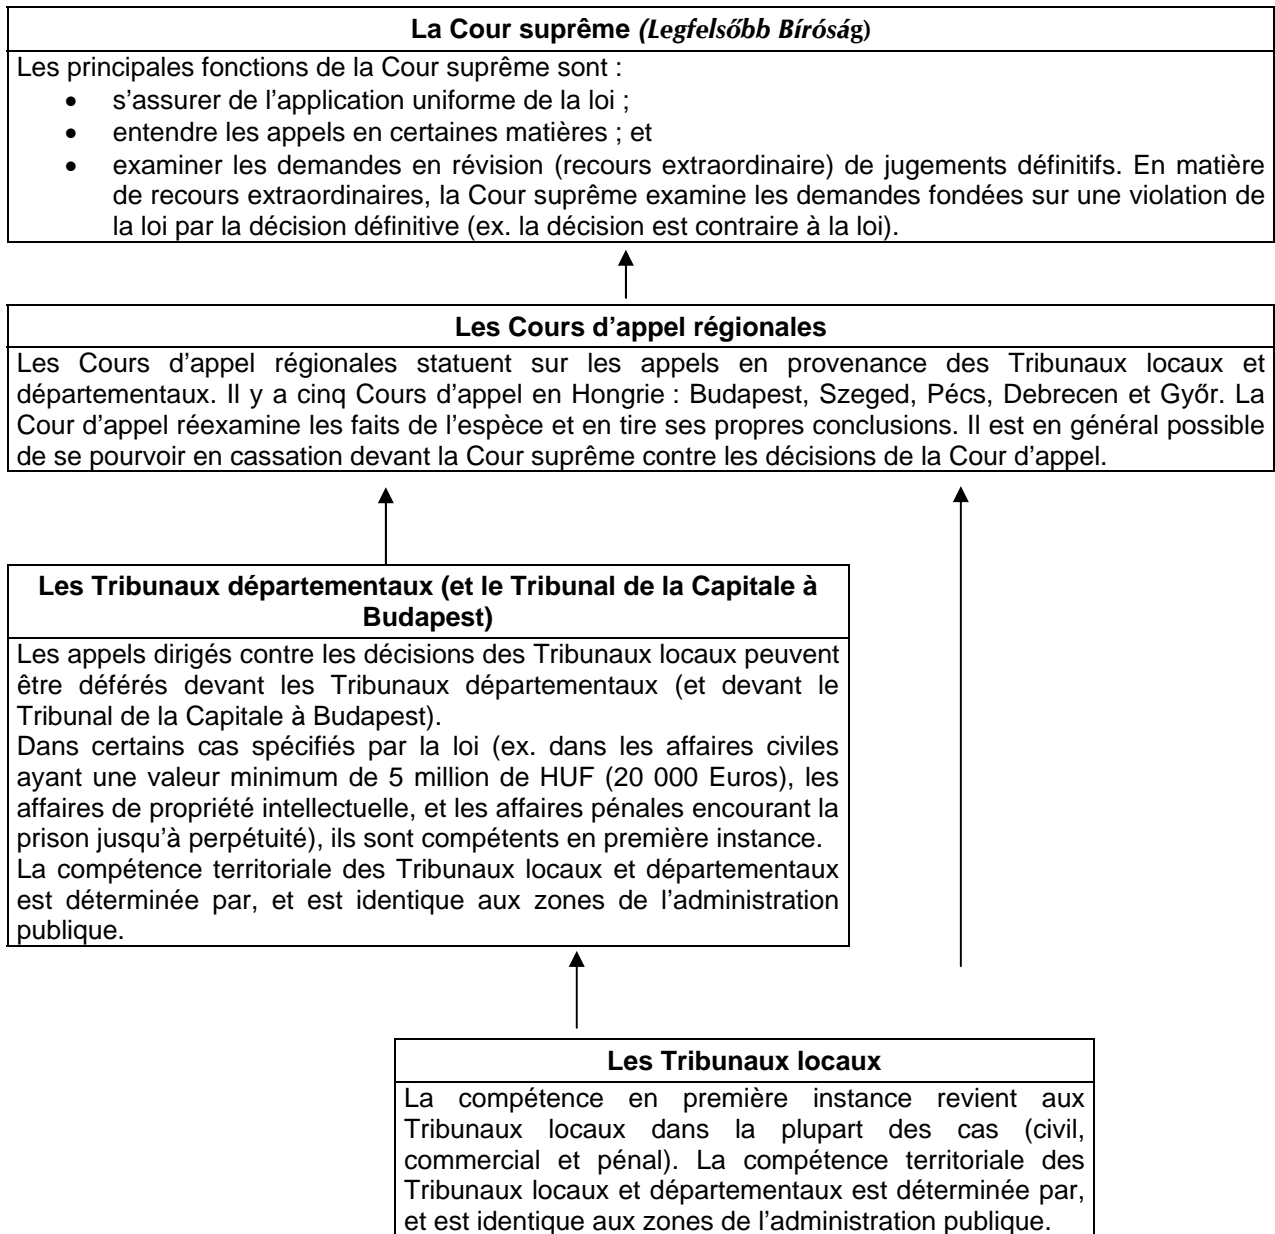 La Cour suprême (Legfelsőbb Bíróság)
Les principales fonctions de la Cour suprême sont :
• s’assurer de l’application uniforme de la loi ;
• entendre les appels en certaines matières ; et
• examiner les demandes en révision (recours extraordinaire) de jugements définitifs. En matière
de recours extraordinaires, la Cour suprême examine les demandes fondées sur une violation de
la loi par la décision définitive (ex. la décision est contraire à la loi).
Les Cours d’appel régionales
Les Cours d’appel régionales statuent sur les appels en provenance des Tribunaux locaux et
départementaux. Il y a cinq Cours d’appel en Hongrie : Budapest, Szeged, Pécs, Debrecen et Győr. La
Cour d’appel réexamine les faits de l’espèce et en tire ses propres conclusions. Il est en général possible
de se pourvoir en cassation devant la Cour suprême contre les décisions de la Cour d’appel.
Les Tribunaux départementaux (et le Tribunal de la Capitale à
Budapest)
Les appels dirigés contre les décisions des Tribunaux locaux peuvent
être déférés devant les Tribunaux départementaux (et devant le
Tribunal de la Capitale à Budapest).
Dans certains cas spécifiés par la loi (ex. dans les affaires civiles
ayant une valeur minimum de 5 million de HUF (20 000 Euros), les
affaires de propriété intellectuelle, et les affaires pénales encourant la
prison jusqu’à perpétuité), ils sont compétents en première instance.
La compétence territoriale des Tribunaux locaux et départementaux
est déterminée par, et est identique aux zones de l’administration
publique.
Les Tribunaux locaux
La compétence en première instance revient aux
Tribunaux locaux dans la plupart des cas (civil,
commercial et pénal). La compétence territoriale des
Tribunaux locaux et départementaux est déterminée par,
et est identique aux zones de l’administration publique.